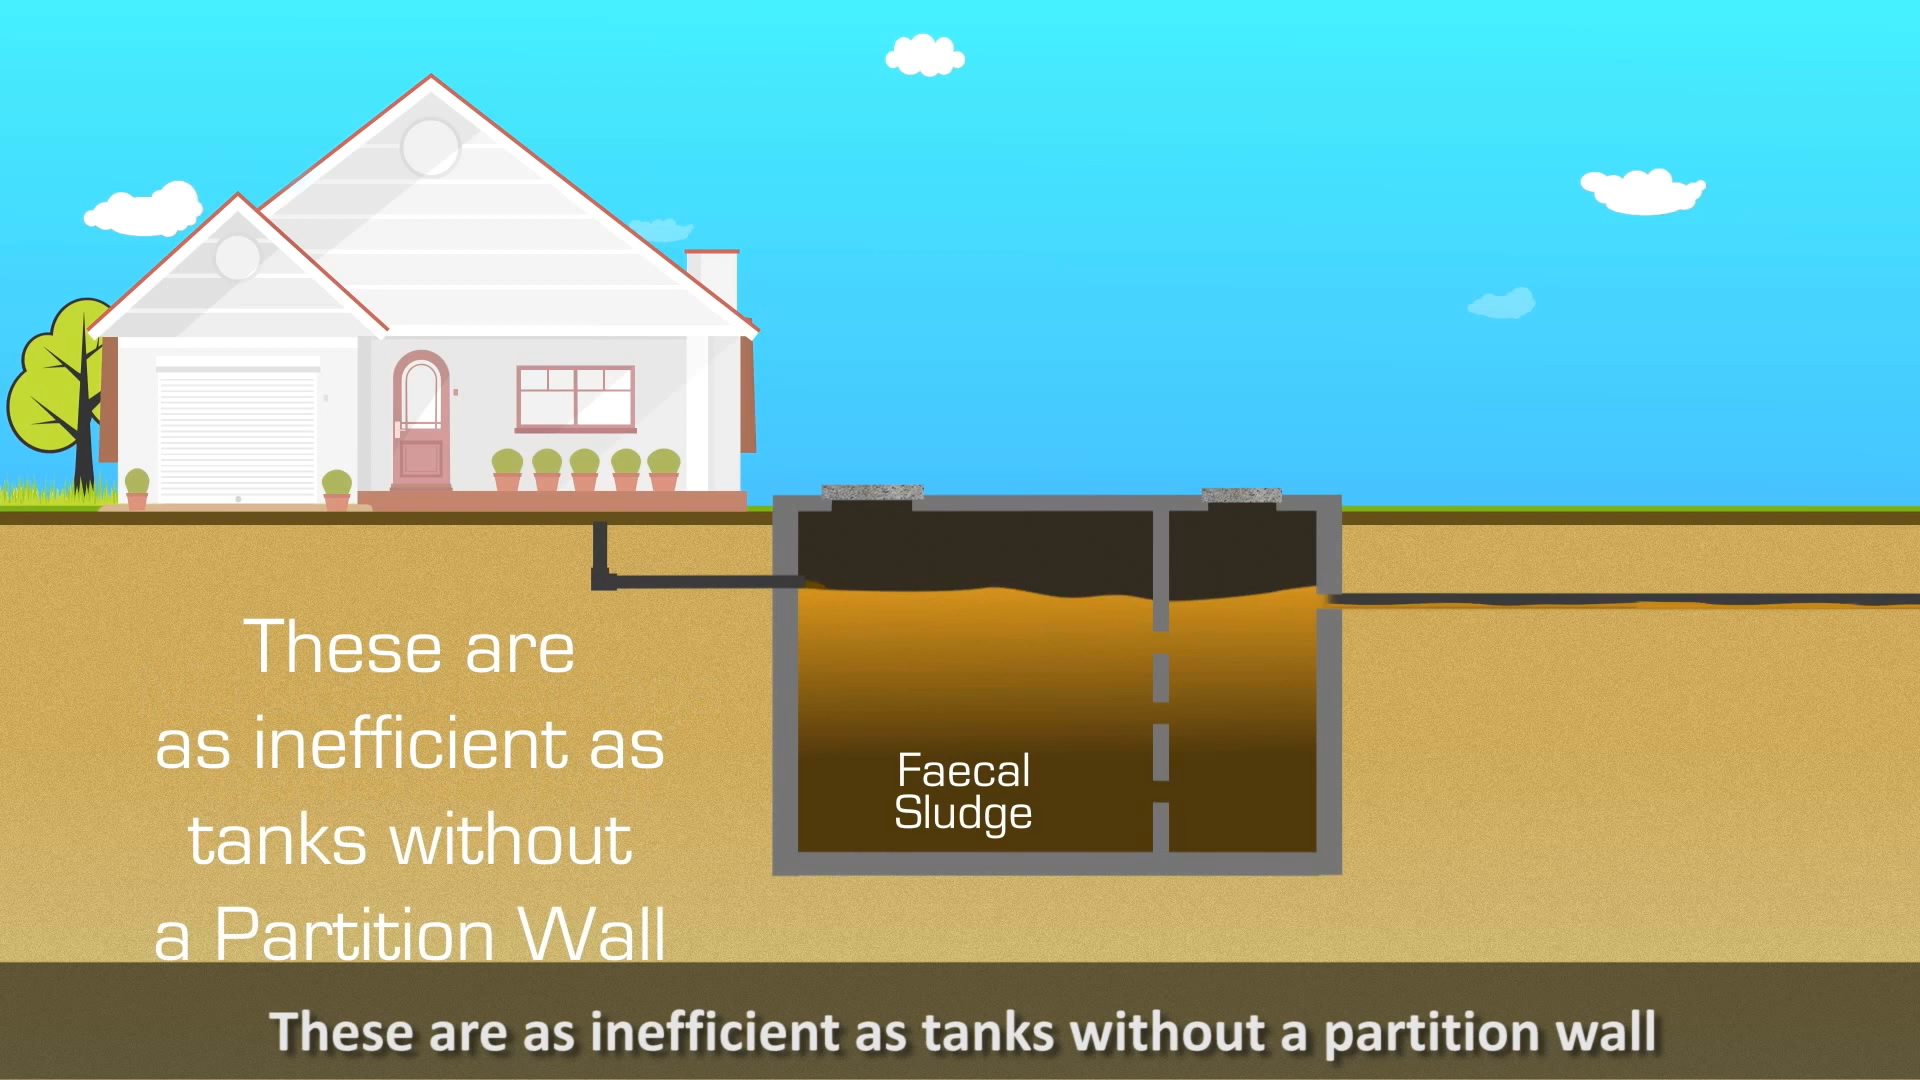 These are
as inefficient as
tanks without
a Partition Wall
Faecal
Sludge
These are as inefficient as tanks without a partition wall